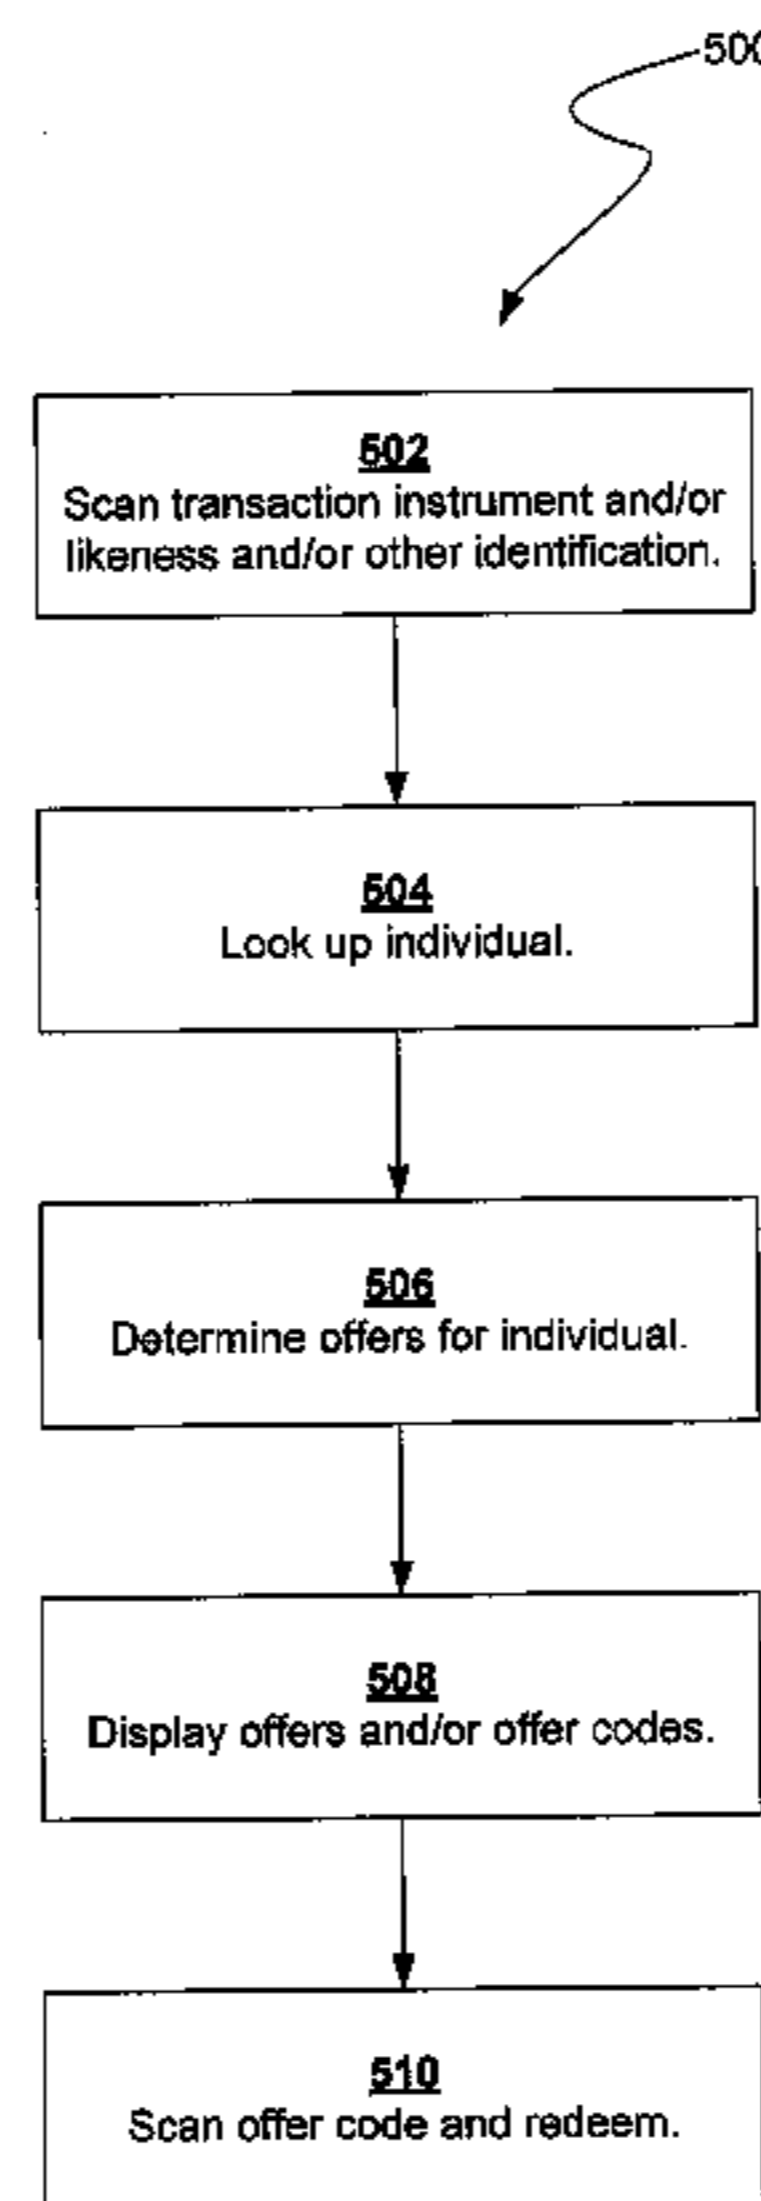 500
502
Scan transaction instrument and/or
likeness and/or other identification.
504
Look up individual.
506
Determine offers for individual.
508
Display offers and/or offer codes.
510
Scan offer code and redeem.